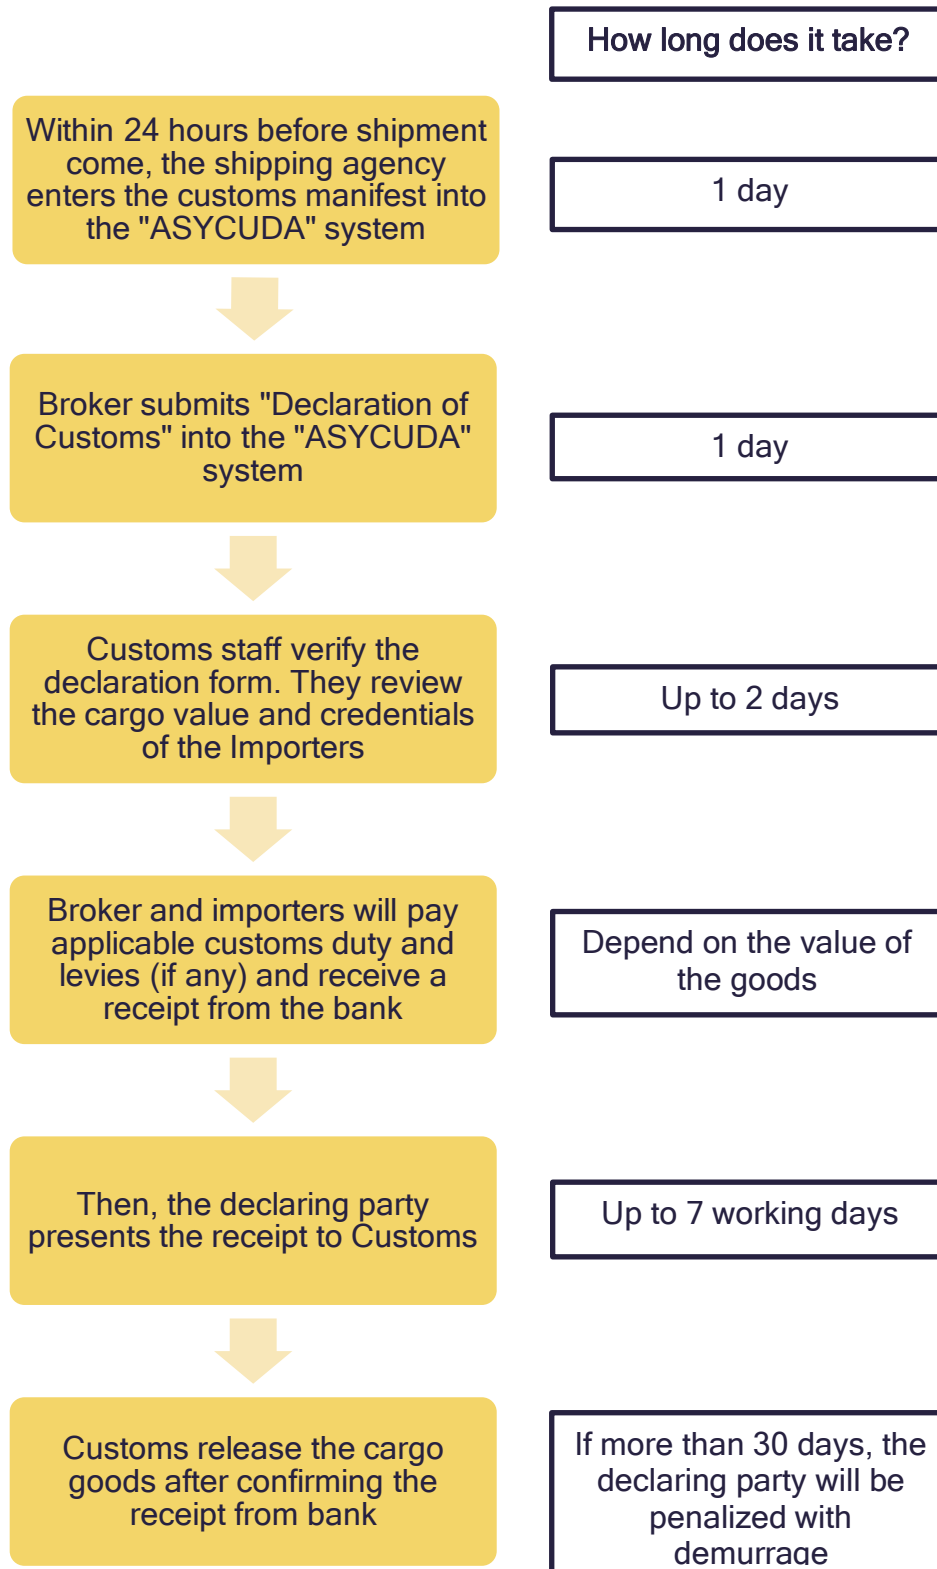 How long does it take?
Within 24 hours before shipment
come, the shipping agency
enters the customs manifest into
the "ASYCUDA" system
1 day
Broker submits "Declaration of
Customs" into the "ASYCUDA"
system
1 day
Customs staff verify the
declaration form. They review
the cargo value and credentials
of the Importers
Up to 2 days
Broker and importers will pay
applicable customs duty and
levies (if any) and receive a
receipt from the bank
Depend on the value of
the goods
Then, the declaring party
presents the receipt to Customs
Up to 7 working days
Customs release the cargo
goods after confirming the
receipt from bank
If more than 30 days, the
declaring party will be
penalized with
demurrage